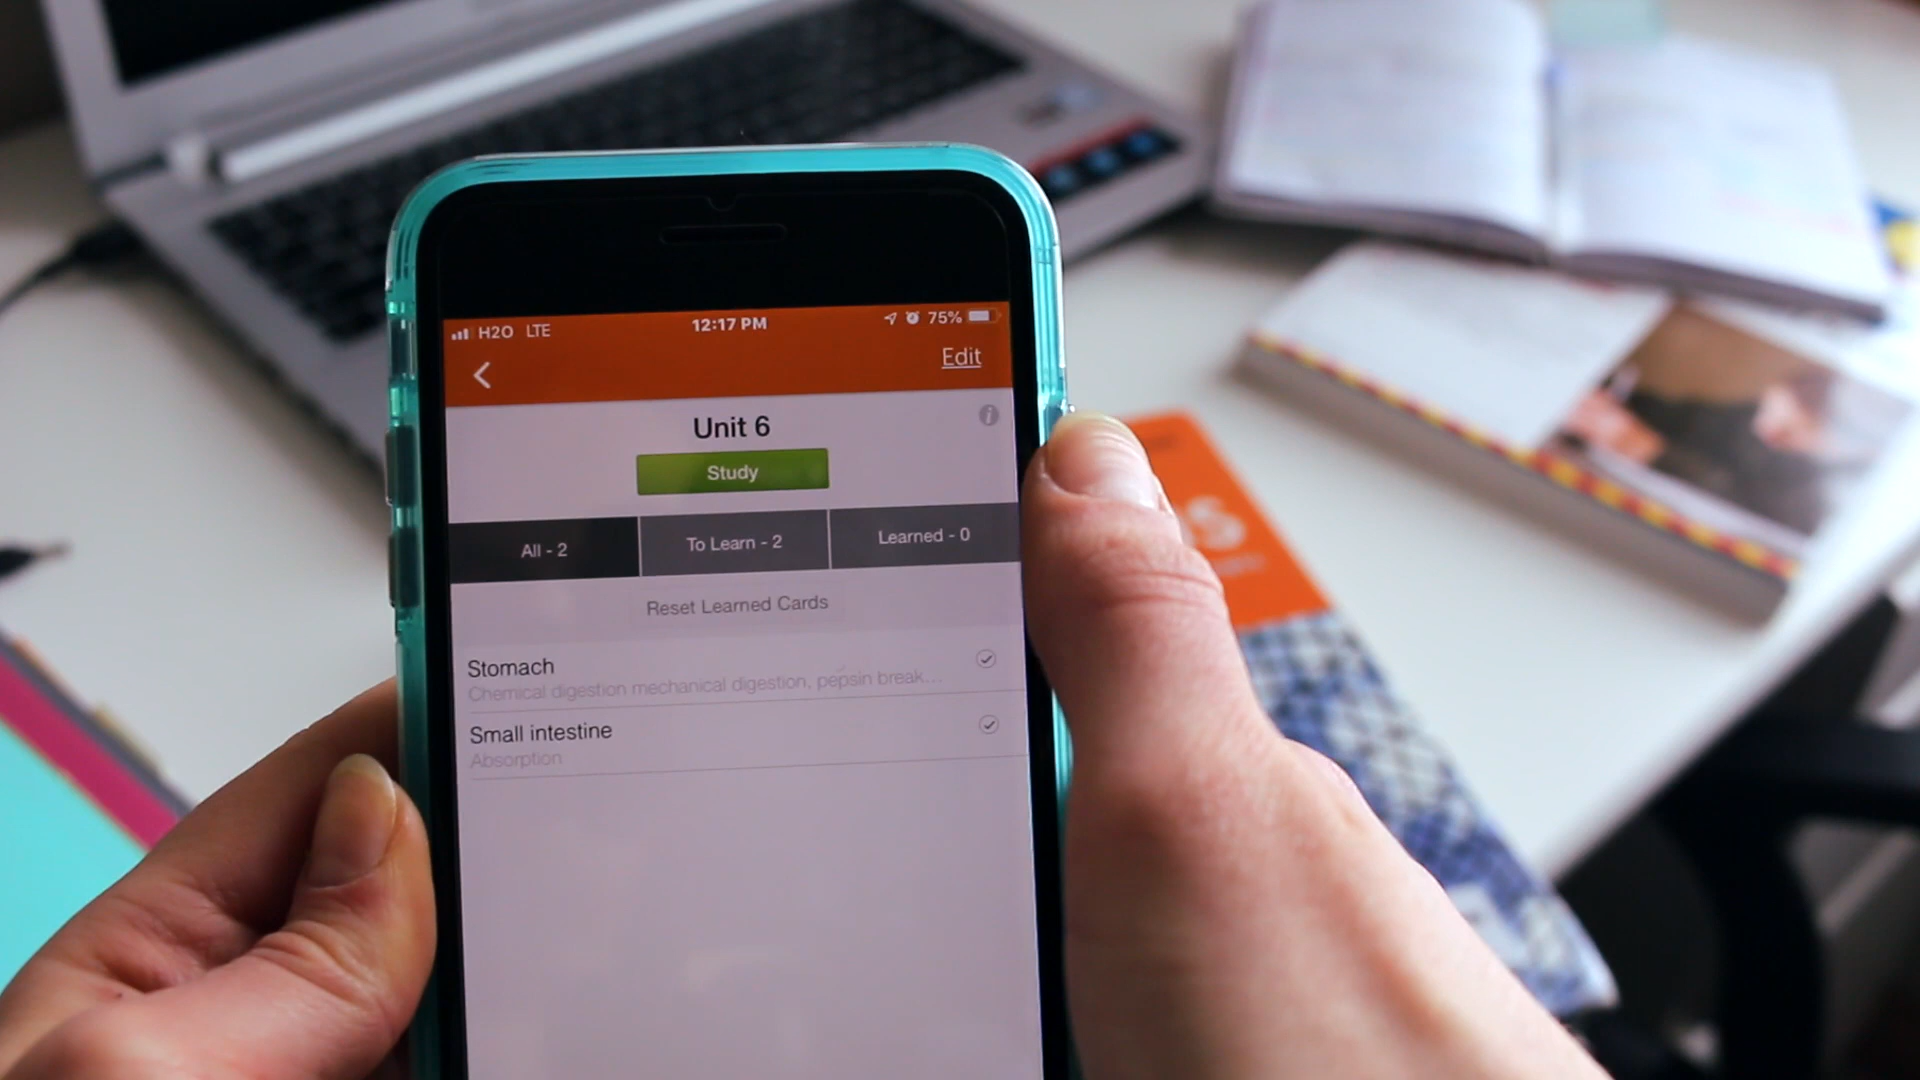 H2O LTE 12:17 PM 75%
Edit
Unit 6
Study
All - 2 To Learn - 2 Learned - 0
Reset Learned Cards
Stomach
Chemical digestion mechanical digestion, pepsin break...
Small intestine
Absorption